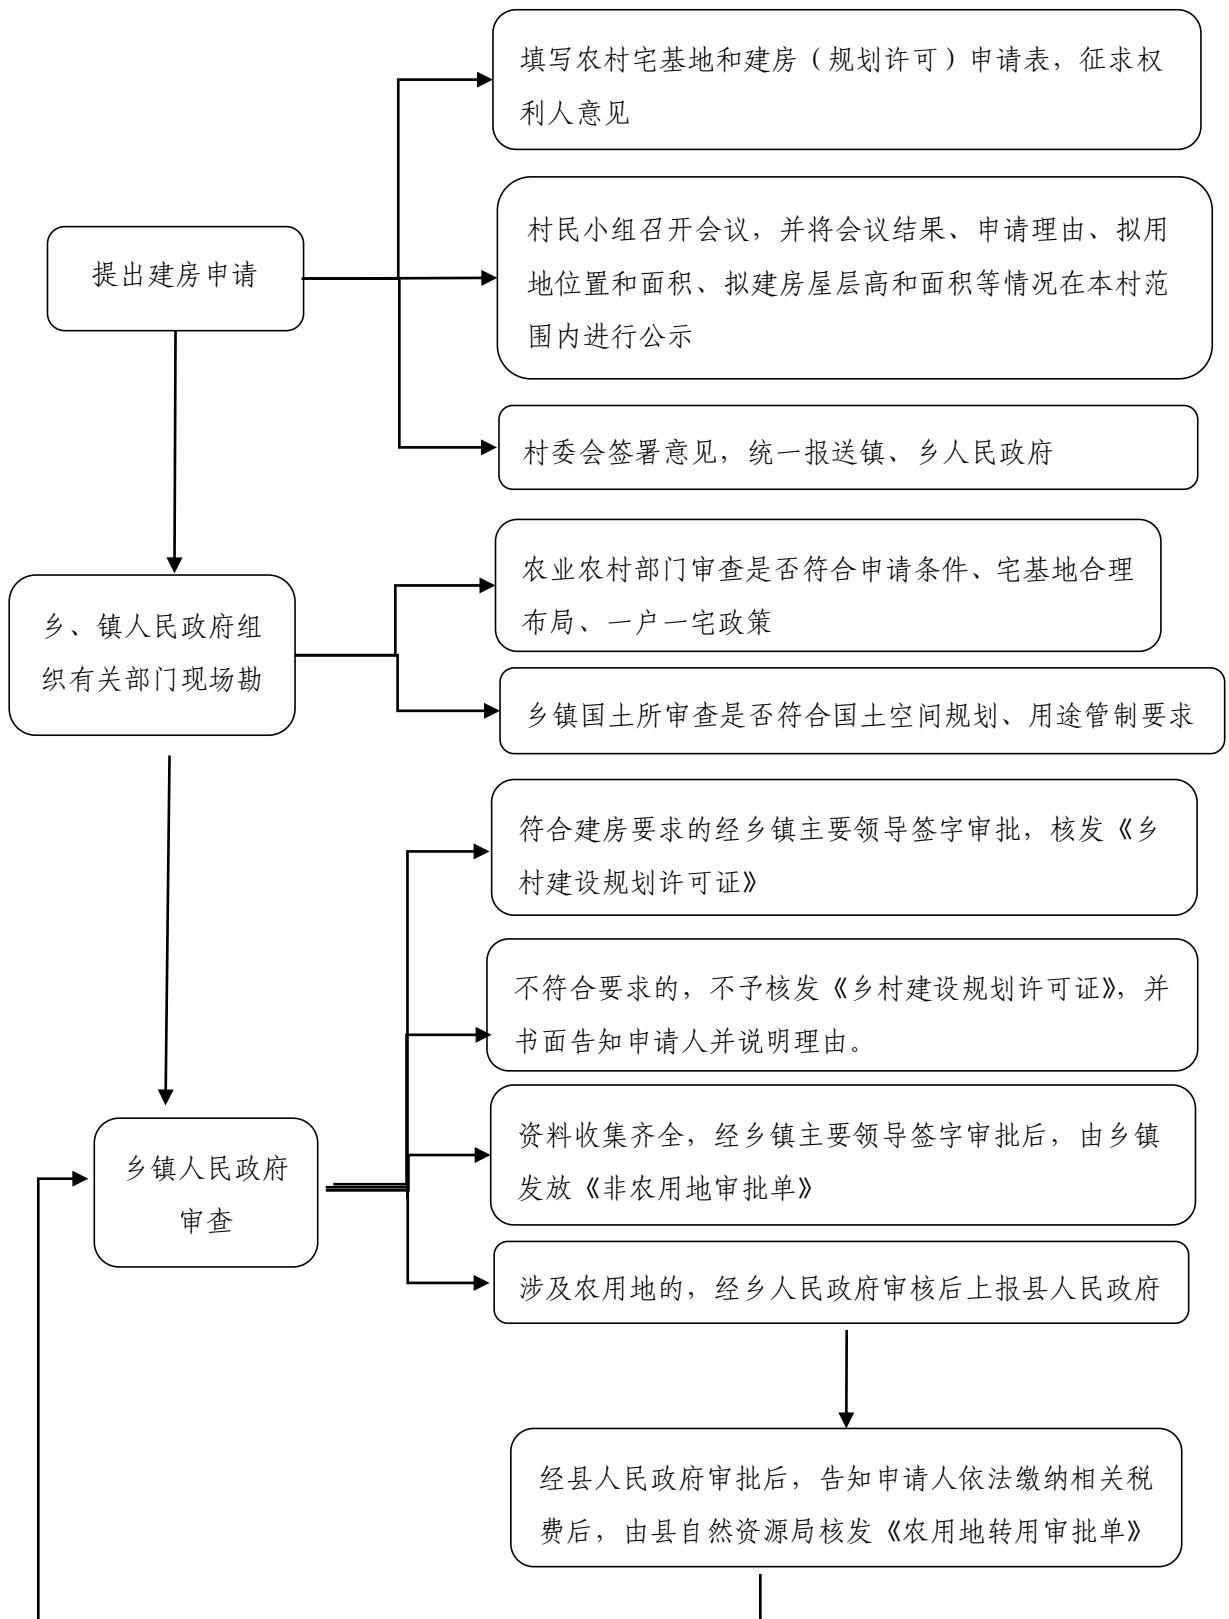 填写农村宅基地和建房（规划许可）申请表，征求权
利人意见
提出建房申请
村民小组召开会议，并将会议结果、申请理由、拟用
地位置和面积、拟建房屋层高和面积等情况在本村范
围内进行公示
村委会签署意见，统一报送镇、乡人民政府
乡、镇人民政府组
织有关部门现场勘
农业农村部门审查是否符合申请条件、宅基地合理
布局、一户一宅政策
乡镇国土所审查是否符合国土空间规划、用途管制要求
符合建房要求的经乡镇主要领导签字审批，核发《乡
村建设规划许可证》
不符合要求的，不予核发《乡村建设规划许可证》，并
书面告知申请人并说明理由。
乡镇人民政府
审查
资料收集齐全，经乡镇主要领导签字审批后，由乡镇
发放《非农用地审批单》
涉及农用地的，经乡人民政府审核后上报县人民政府
经县人民政府审批后，告知申请人依法缴纳相关税
费后，由县自然资源局核发《农用地转用审批单》